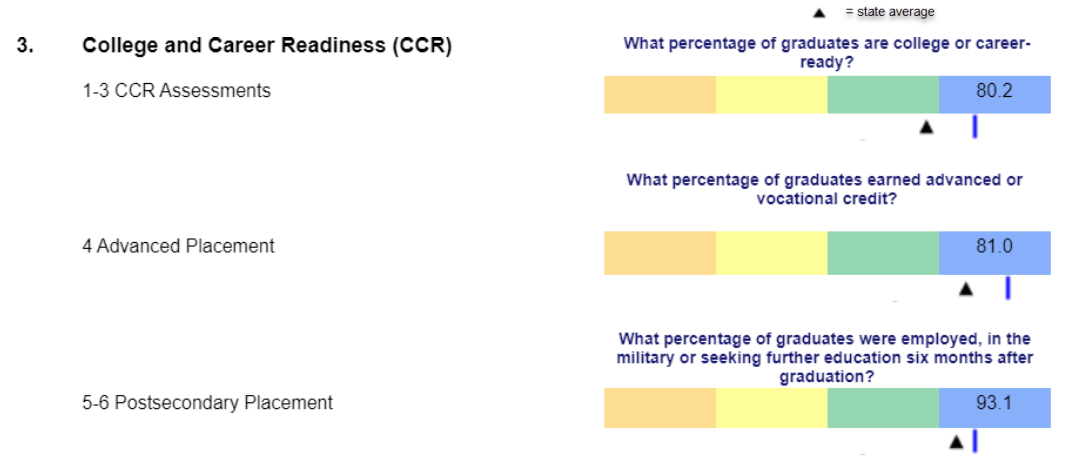 ▲ = state average
3. College and Career Readiness (CCR)
What percentage of graduates are college or career-
ready?
1-3 CCR Assessments
80.2
What percentage of graduates earned advanced or
vocational credit?
4 Advanced Placement
81.0
What percentage of graduates were employed, in the
military or seeking further education six months after
graduation?
5-6 Postsecondary Placement
93.1